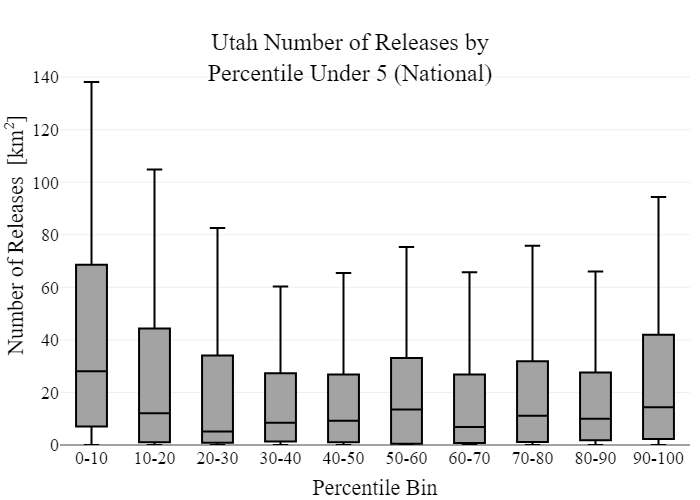 Utah Number of Releases by
Percentile Under 5 (National)
Number of Releases [km²]
140
120
100
80
60
40
20
0
0-10 10-20 20-30 30-40 40-50 50-60 60-70 70-80 80-90 90-100
Percentile Bin